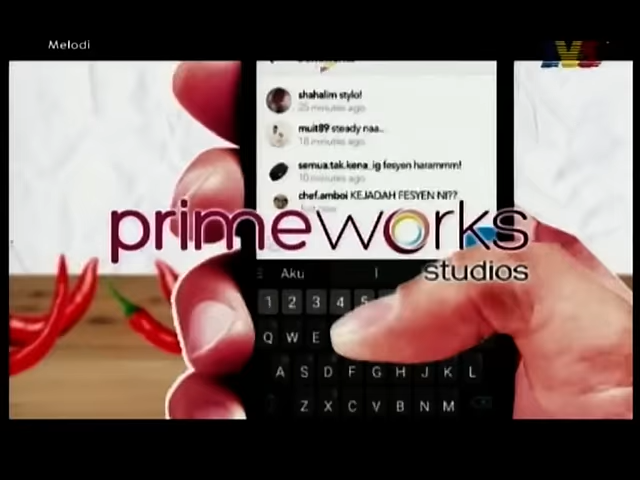 Melodi
shahalim stylo!
25 minutes ago
muit89 steady naa..
18 minutes ago
semua.tak.kena_ig fesyen harammm!
10 minutes ago
chef.amboi KEJADAH FESYEN NI??
primeworks
studios
Aku I
1 2 3 4 5
Q W E
A S D F G H J K L
Z X C V B N M